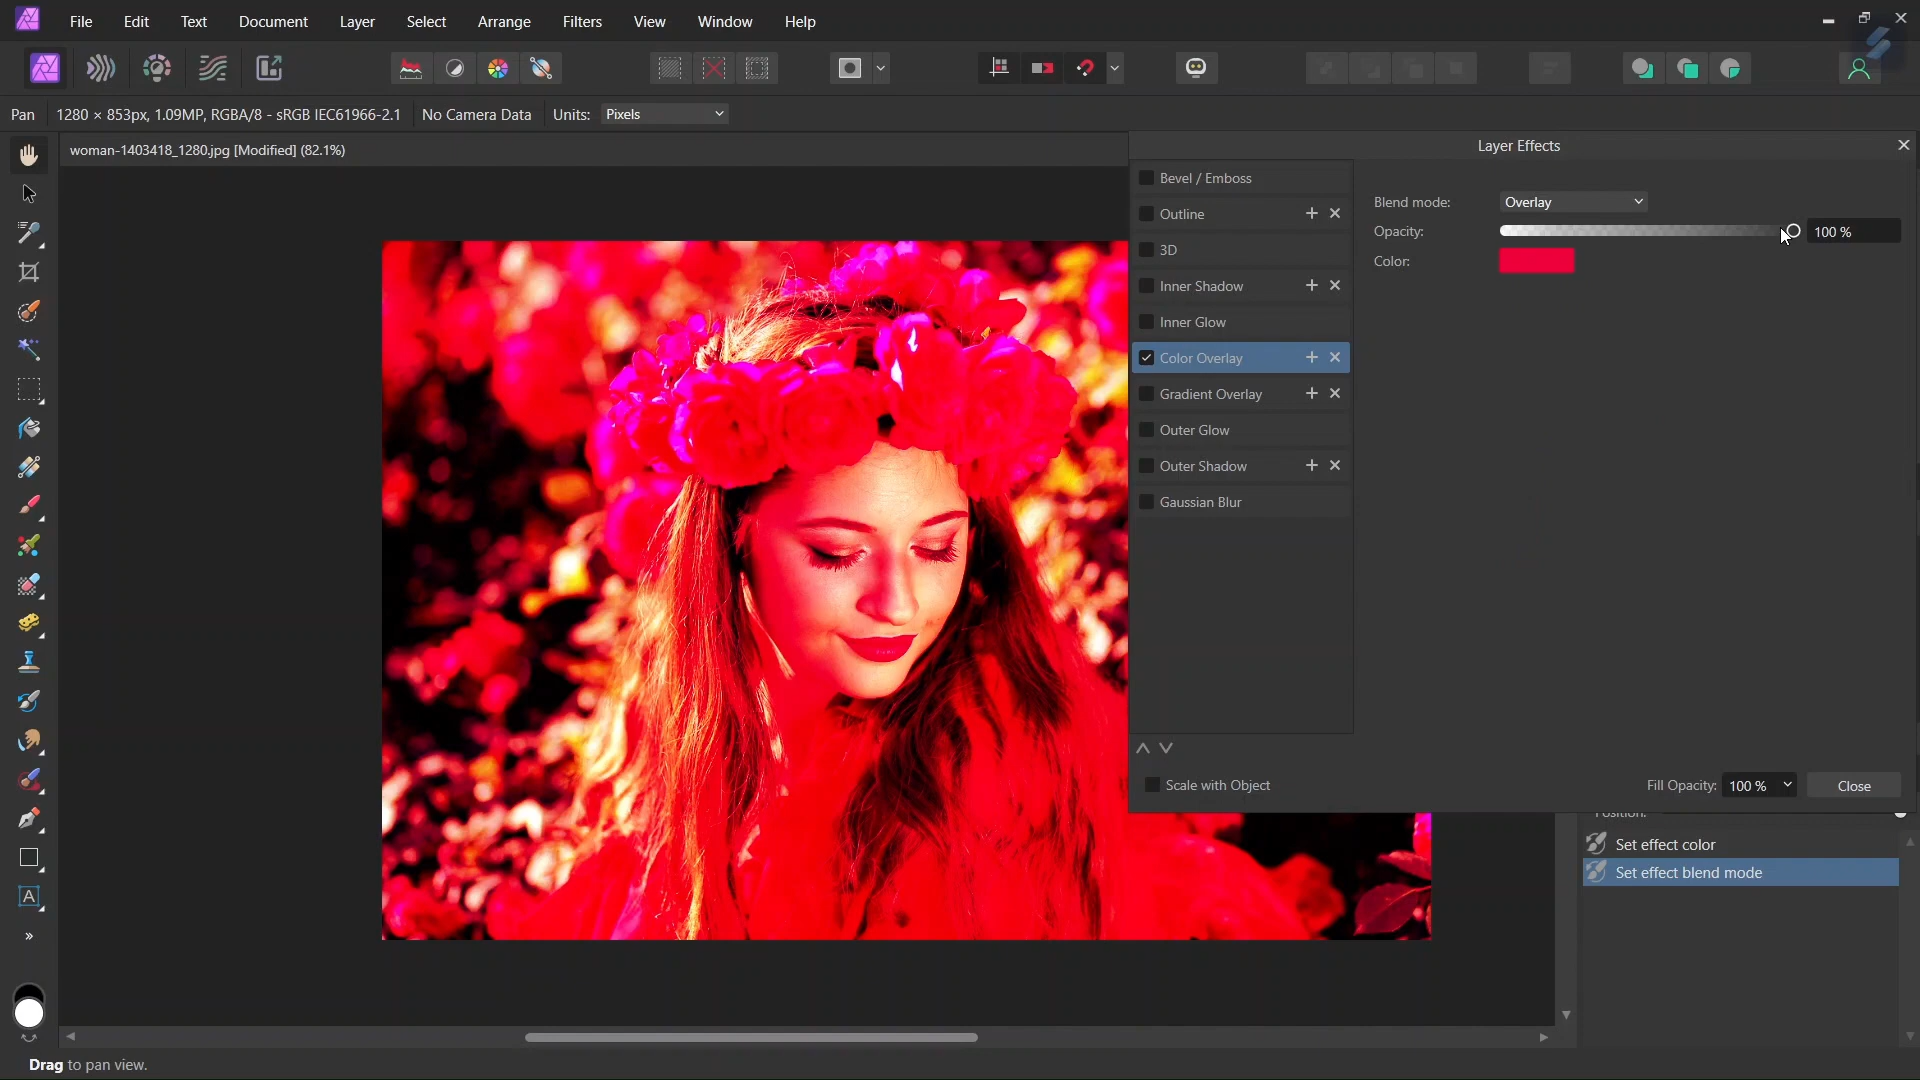 File Edit Text Document Layer Select Arrange Filters View Window Help
Pan 1280 × 853px, 1.09MP, RGBA/8 - sRGB IEC61966-2.1 No Camera Data Units: Pixels
woman-1403418_1280.jpg [Modified] (82.1%)
Layer Effects
Bevel / Emboss
Outline
3D
Inner Shadow
Inner Glow
Color Overlay
Gradient Overlay
Outer Glow
Outer Shadow
Gaussian Blur
Blend mode: Overlay
Opacity: 100 %
Color:
Scale with Object
Fill Opacity: 100 % Close
Position:
Set effect color
Set effect blend mode
A
Drag to pan view.